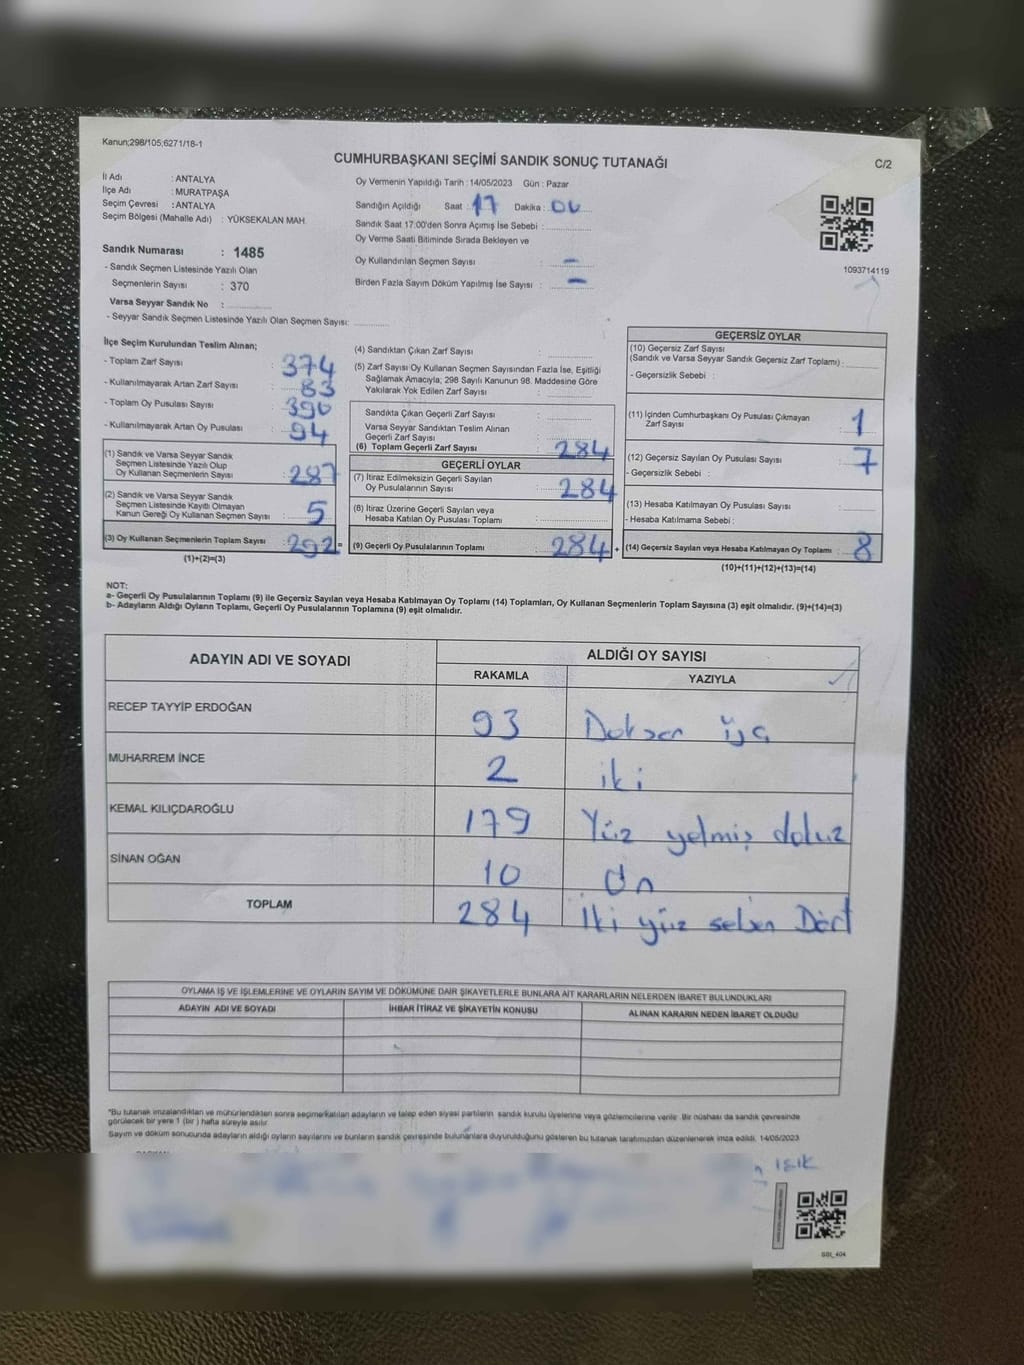 Kanun;298/105;6271/18-1
CUMHURBAŞKANI SEÇİMİ SANDIK SONUÇ TUTANAĞI
C/2
İl Adı : ANTALYA
İlçe Adı : MURATPAŞA
Seçim Çevresi : ANTALYA
Seçim Bölgesi (Mahalle Adı) : YÜKSEKALAN MAH
Sandık Numarası : 1485
- Sandık Seçmen Listesinde Yazılı Olan
Seçmenlerin Sayısı : 370
Varsa Seyyar Sandık No :
- Seyyar Sandık Seçmen Listesinde Yazılı Olan Seçmen Sayısı:
Oy Vermenin Yapıldığı Tarih : 14/05/2023 Gün : Pazar
Sandığın Açıldığı Saat : 17 Dakika :
Sandık Saat 17:00'den Sonra Açımış İse Sebebi :
Oy Verme Saati Bitiminde Sırada Bekleyen ve
Oy Kullandırılan Seçmen Sayısı : -
Birden Fazla Sayım Döküm Yapılmış İse Sayısı : -
1093714119
İlçe Seçim Kurulundan Teslim Alınan;
- Toplam Zarf Sayısı : 374
- Kullanılmayarak Artan Zarf Sayısı : 83
- Toplam Oy Pusulası Sayısı : 390
- Kullanılmayarak Artan Oy Pusulası : 94
(1) Sandık ve Varsa Seyyar Sandık
Seçmen Listesinde Yazılı Olup
Oy Kullanan Seçmenlerin Sayısı : 287
(2) Sandık ve Varsa Seyyar Sandık
Seçmen Listesinde Kayıtlı Olmayan
Kanun Gereği Oy Kullanan Seçmen Sayısı : 5
(3) Oy Kullanan Seçmenlerin Toplam Sayısı : 292 =
(1)+(2)=(3)
(4) Sandıktan Çıkan Zarf Sayısı :
(5) Zarf Sayısı Oy Kullanan Seçmen Sayısından Fazla İse, Eşitliği
Sağlamak Amacıyla; 298 Sayılı Kanunun 98. Maddesine Göre
Yakılarak Yok Edilen Zarf Sayısı :
Sandıkta Çıkan Geçerli Zarf Sayısı :
Varsa Seyyar Sandıktan Teslim Alınan
Geçerli Zarf Sayısı :
(6) Toplam Geçerli Zarf Sayısı : 284
GEÇERLİ OYLAR
(7) İtiraz Edilmeksizin Geçerli Sayılan
Oy Pusulalarının Sayısı : 284
(8) İtiraz Üzerine Geçerli Sayılan veya
Hesaba Katılan Oy Pusulası Toplamı :
(9) Geçerli Oy Pusulalarının Toplamı 284 +
GEÇERSİZ OYLAR
(10) Geçersiz Zarf Sayısı
(Sandık ve Varsa Seyyar Sandık Geçersiz Zarf Toplamı) :
- Geçersizlik Sebebi :
(11) İçinden Cumhurbaşkanı Oy Pusulası Çıkmayan
Zarf Sayısı : 1
(12) Geçersiz Sayılan Oy Pusulası Sayısı : 7
- Geçersizlik Sebebi :
(13) Hesaba Katılmayan Oy Pusulası Sayısı :
- Hesaba Katılmama Sebebi :
(14) Geçersiz Sayılan veya Hesaba Katılmayan Oy Toplamı : 8
(10)+(11)+(12)+(13)=(14)
NOT:
a- Geçerli Oy Pusulalarının Toplamı (9) ile Geçersiz Sayılan veya Hesaba Katılmayan Oy Toplamı (14) Toplamları, Oy Kullanan Seçmenlerin Toplam Sayısına (3) eşit olmalıdır. (9)+(14)=(3)
b- Adayların Aldığı Oyların Toplamı, Geçerli Oy Pusulalarının Toplamına (9) eşit olmalıdır.
ADAYIN ADI VE SOYADI ALDIĞI OY SAYISI
RAKAMLA YAZIYLA
RECEP TAYYİP ERDOĞAN 93 Doksan üç
MUHARREM İNCE 2 iki
KEMAL KILIÇDAROĞLU 179 Yüz yetmiş dokuz
SİNAN OĞAN 10 On
TOPLAM 284 İki yüz seksen Dört
OYLAMA İŞ VE İŞLEMLERİNE VE OYLARIN SAYIM VE DÖKÜMÜNE DAİR ŞİKAYETLERLE BUNLARA AİT KARARLARIN NELERDEN İBARET BULUNDUKLARI
ADAYIN ADI VE SOYADI İHBAR İTİRAZ VE ŞİKAYETİN KONUSU ALINAN KARARIN NEDEN İBARET OLDUĞU
*Bu tutanak imzalandıktan ve mühürlendikten sonra seçime katılan adayların ve talep eden siyasi partilerin sandık kurulu üyelerine veya gözlemcilerine verilir. Bir nüshası da sandık çevresinde
görülecek bir yere 1 (bir) hafta süreyle asılır.
Sayım ve döküm sonucunda adayların aldığı oyların sayılarını ve bunların sandık çevresinde bulunanlara duyurulduğunu gösteren bu tutanak tarafımızdan düzenlenerek imza edildi. 14/05/2023
IŞIK